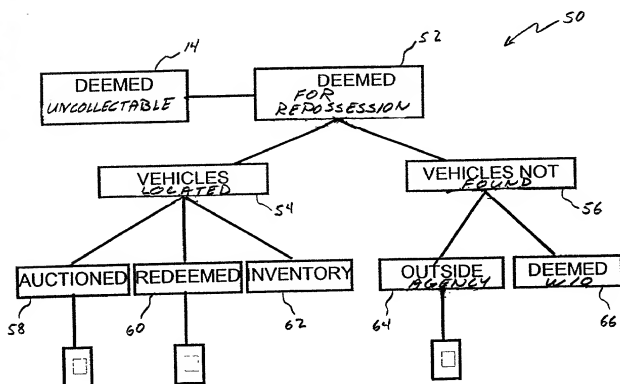 50
14
52
DEEMED
UNCOLLECTABLE
DEEMED
FOR
REPOSSESSION
VEHICLES
LOCATED
54
VEHICLES NOT
FOUND
56
AUCTIONED
REDEEMED
INVENTORY
OUTSIDE
AGENCY
DEEMED
W/O
58
60
62
64
66